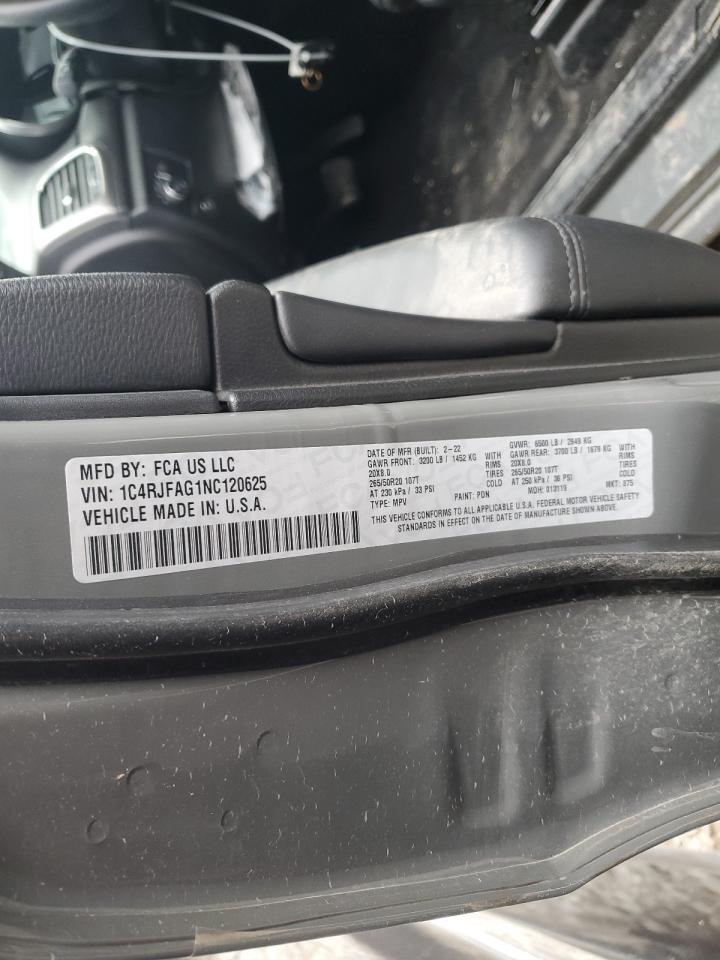 MFD BY: FCA US LLC
VIN: 1C4RJFAG1NC120625
VEHICLE MADE IN: U.S.A.
DATE OF MFR (BUILT): 2-22 GVWR: 6500 LB / 2949 KG
GAWR FRONT: 3200 LB / 1452 KG WITH GAWR REAR: 3700 LB / 1679 KG WITH
20X8.0 RIMS 20X8.0 RIMS
265/50R20 107T TIRES 265/50R20 107T TIRES
AT 230 kPa / 33 PSI COLD AT 250 kPa / 36 PSI COLD
TYPE: MPV PAINT: PDN MDH: 013119 MKT: 875
THIS VEHICLE CONFORMS TO ALL APPLICABLE U.S.A. FEDERAL MOTOR VEHICLE SAFETY
STANDARDS IN EFFECT ON THE DATE OF MANUFACTURE SHOWN ABOVE.